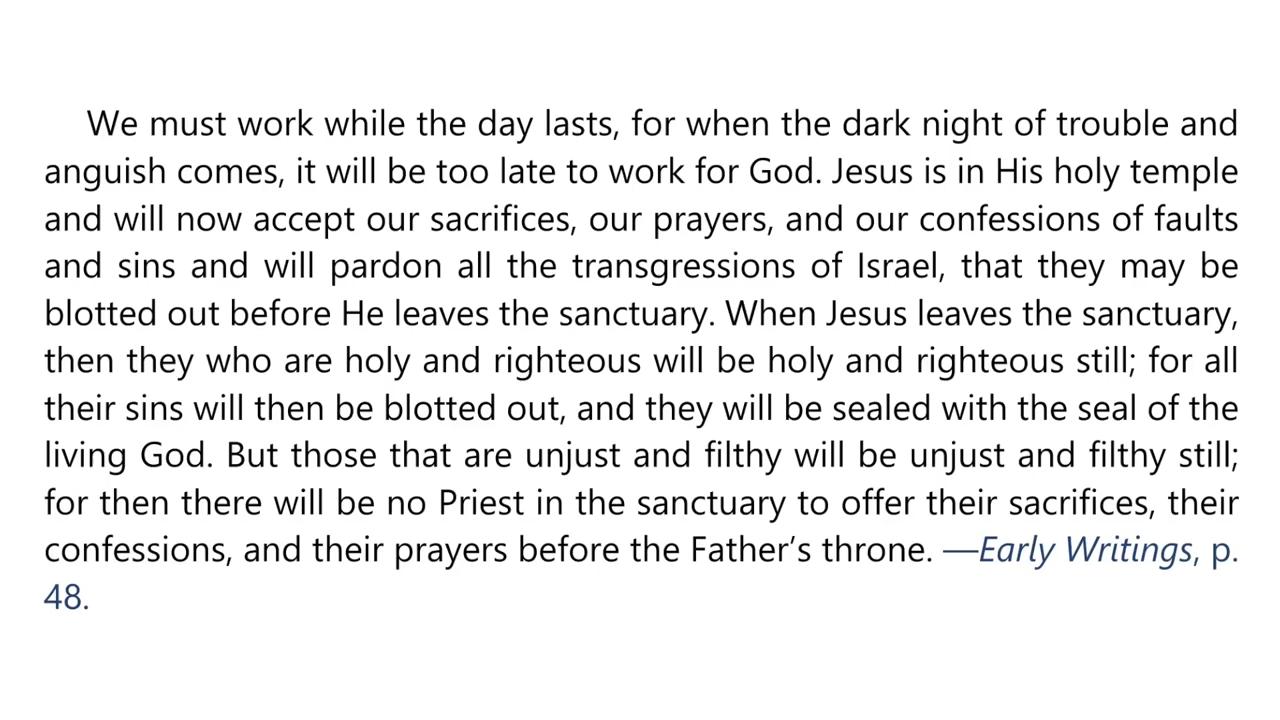 We must work while the day lasts, for when the dark night of trouble and
anguish comes, it will be too late to work for God. Jesus is in His holy temple
and will now accept our sacrifices, our prayers, and our confessions of faults
and sins and will pardon all the transgressions of Israel, that they may be
blotted out before He leaves the sanctuary. When Jesus leaves the sanctuary,
then they who are holy and righteous will be holy and righteous still; for all
their sins will then be blotted out, and they will be sealed with the seal of the
living God. But those that are unjust and filthy will be unjust and filthy still;
for then there will be no Priest in the sanctuary to offer their sacrifices, their
confessions, and their prayers before the Father’s throne. —Early Writings, p.
48.